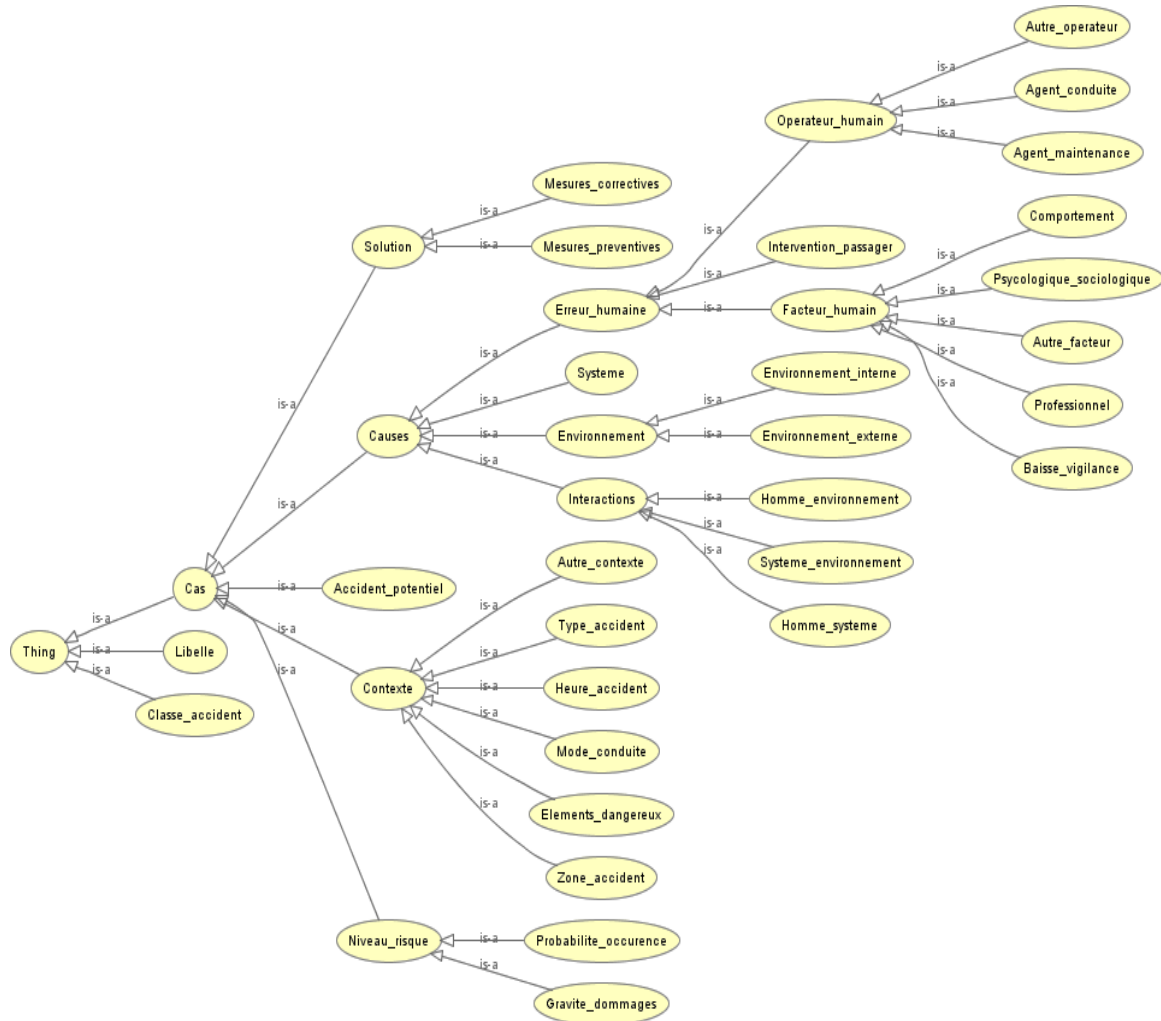 Autre_operateur
is-a
Agent_conduite
is-a
Operateur_humain
is-a
Agent_maintenance
Mesures_correctives
is-a
Solution
is-a
Mesures_preventives
is-a
Intervention_passager
is-a
Comportement
is-a
Psycologique_sociologique
is-a
Erreur_humaine
is-a
Facteur_humain
is-a
Autre_facteur
is-a
Professionnel
is-a
Baisse_vigilance
is-a
Systeme
is-a
Environnement_interne
is-a
is-a
Causes
is-a
Environnement
is-a
Environnement_externe
is-a
Interactions
is-a
Homme_environnement
is-a
Systeme_environnement
is-a
Homme_systeme
is-a
Autre_contexte
is-a
Cas
is-a
Accident_potentiel
is-a
Type_accident
is-a
is-a
Thing
is-a
Libelle
is-a
Classe_accident
is-a
Contexte
is-a
Heure_accident
is-a
Mode_conduite
is-a
Elements_dangereux
is-a
Zone_accident
Niveau_risque
is-a
Probabilite_occurence
is-a
Gravite_dommages